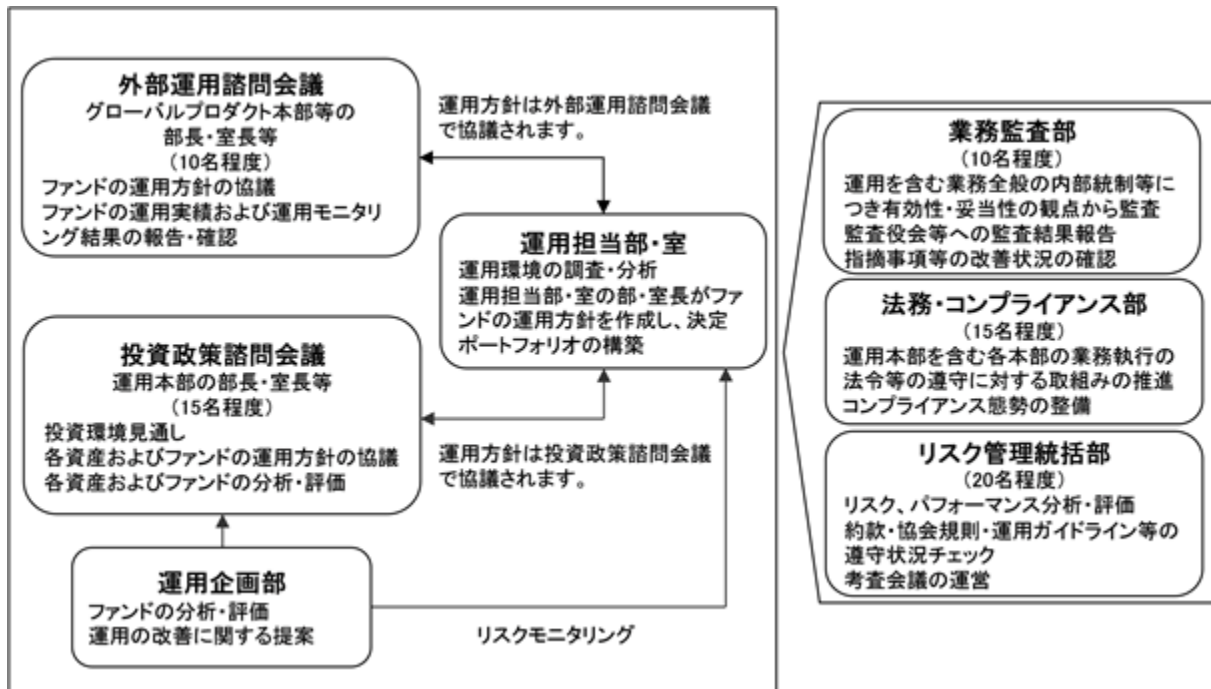 外部運用諮問会議
グローバルプロダクト本部等の
部長・室長等
(10名程度)
ファンドの運用方針の協議
ファンドの運用実績および運用モニタリ
ング結果の報告・確認
運用方針は外部運用諮問会議
で協議されます。
運用担当部・室
運用環境の調査・分析
運用担当部・室の部・室長がファ
ンドの運用方針を作成し、決定
ポートフォリオの構築
投資政策諮問会議
運用本部の部長・室長等
(15名程度)
投資環境見通し
各資産およびファンドの運用方針の協議
各資産およびファンドの分析・評価
運用方針は投資政策諮問会議
で協議されます。
運用企画部
ファンドの分析・評価
運用の改善に関する提案
リスクモニタリング
業務監査部
(10名程度)
運用を含む業務全般の内部統制等に
つき有効性・妥当性の観点から監査
監査役会等への監査結果報告
指摘事項等の改善状況の確認
法務・コンプライアンス部
(15名程度)
運用本部を含む各本部の業務執行の
法令等の遵守に対する取組みの推進
コンプライアンス態勢の整備
リスク管理統括部
(20名程度)
リスク、パフォーマンス分析・評価
約款・協会規則・運用ガイドライン等の
遵守状況チェック
考査会議の運営